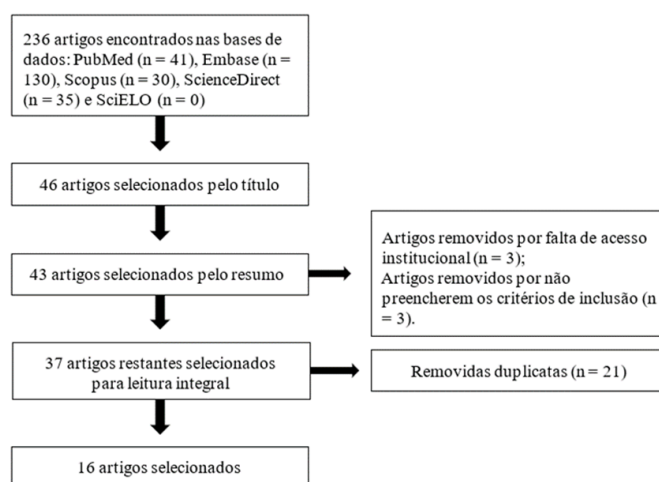 236 artigos encontrados nas bases de
dados: PubMed (n = 41), Embase (n =
130), Scopus (n = 30), ScienceDirect
(n = 35) e SciELO (n = 0)
46 artigos selecionados pelo título
43 artigos selecionados pelo resumo
Artigos removidos por falta de acesso
institucional (n = 3);
Artigos removidos por não
preencherem os critérios de inclusão (n
= 3).
37 artigos restantes selecionados
para leitura integral
Removidas duplicatas (n = 21)
16 artigos selecionados